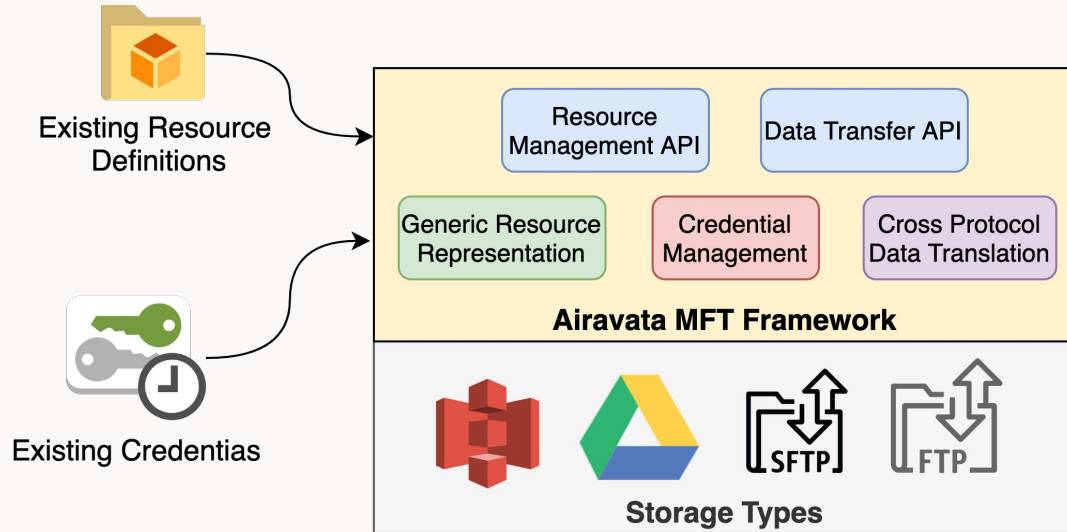 Existing Resource
Definitions
Existing Credentias
Resource
Management API
Data Transfer API
Generic Resource
Representation
Credential
Management
Cross Protocol
Data Translation
Airavata MFT Framework
SFTP
FTP
Storage Types